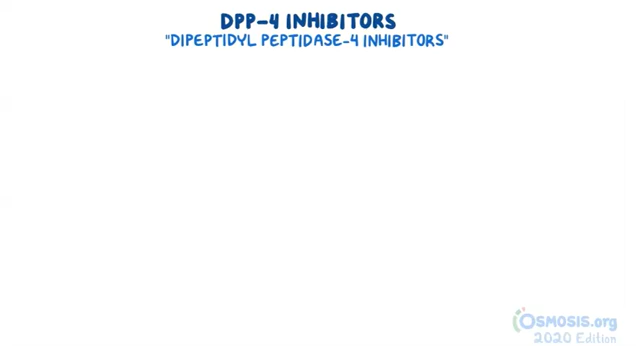 DPP-4 INHIBITORS
"DIPEPTIDYL PEPTIDASE-4 INHIBITORS"
OSMOSIS.org
2020 Edition